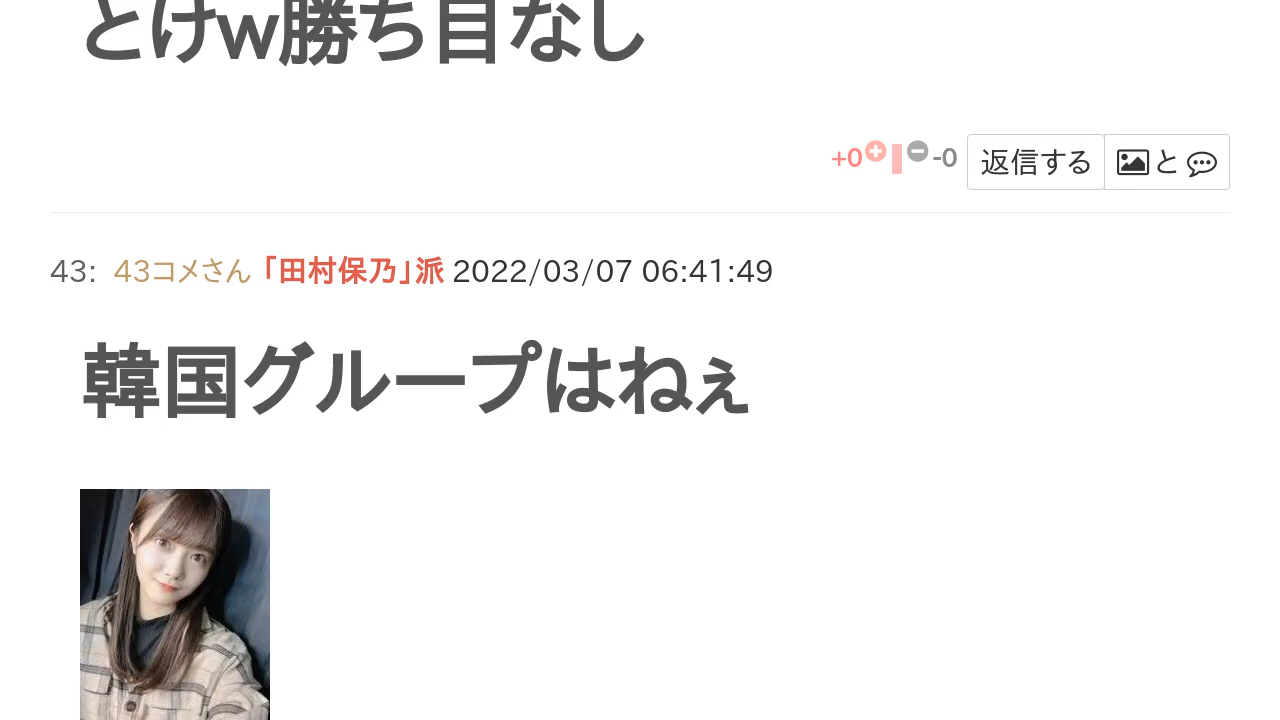 とけw勝ち目なし
+0 -0 返信する と
43: 43コメさん 「田村保乃」派 2022/03/07 06:41:49
韓国グループはねぇ